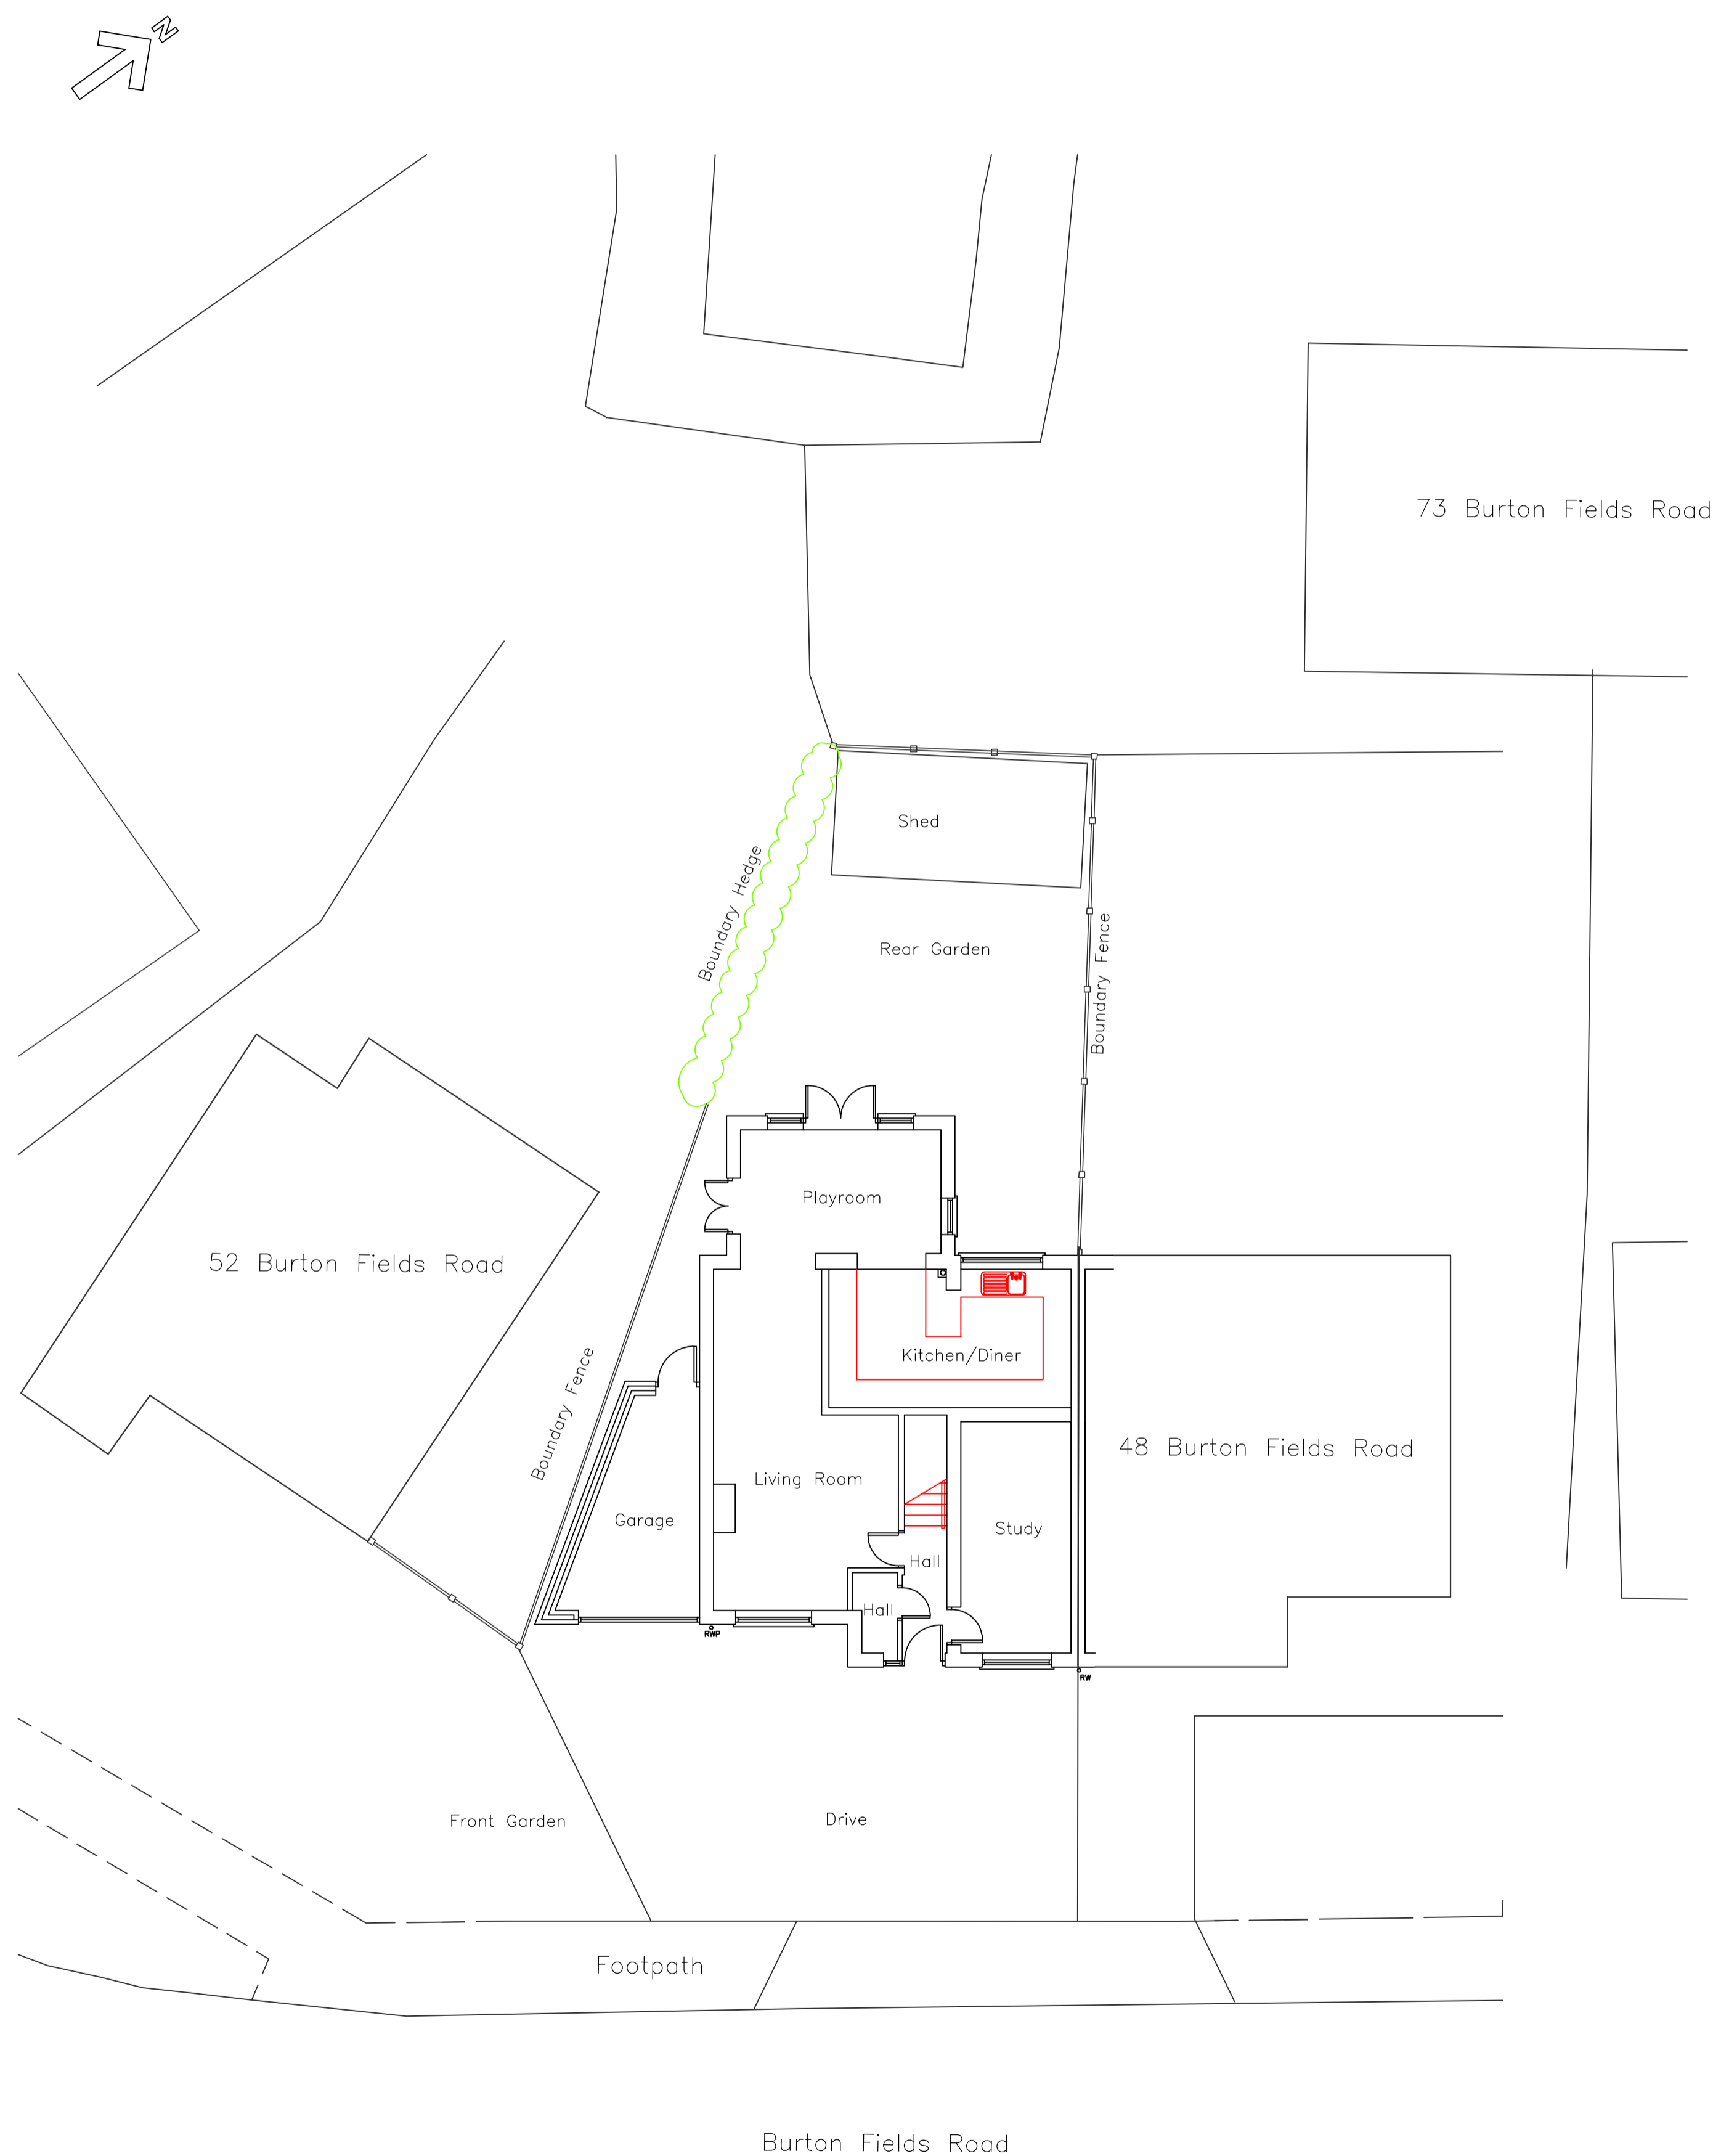 N
73 Burton Fields Road
Shed
Boundary Hedge
Rear Garden
Boundary Fence
Playroom
52 Burton Fields Road
Kitchen/Diner
Boundary Fence
48 Burton Fields Road
Living Room
Garage
Study
Hall
Hall
RWP
RW
Front Garden
Drive
Footpath
Burton Fields Road